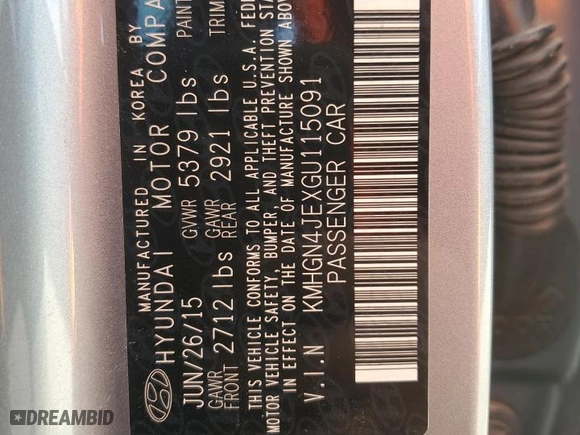 MANUFACTURED IN KOREA BY
HYUNDAI MOTOR COMPA
JUN/26/15 GVWR 5379 lbs PAINT
GAWR FRONT 2712 lbs GAWR REAR 2921 lbs TRIM
THIS VEHICLE CONFORMS TO ALL APPLICABLE U.S.A. FEDE
MOTOR VEHICLE SAFETY, BUMPER, AND THEFT PREVENTION STA
IN EFFECT ON THE DATE OF MANUFACTURE SHOWN ABOV
V.I.N KMHGN4JEXGU115091
PASSENGER CAR
DREAMBID